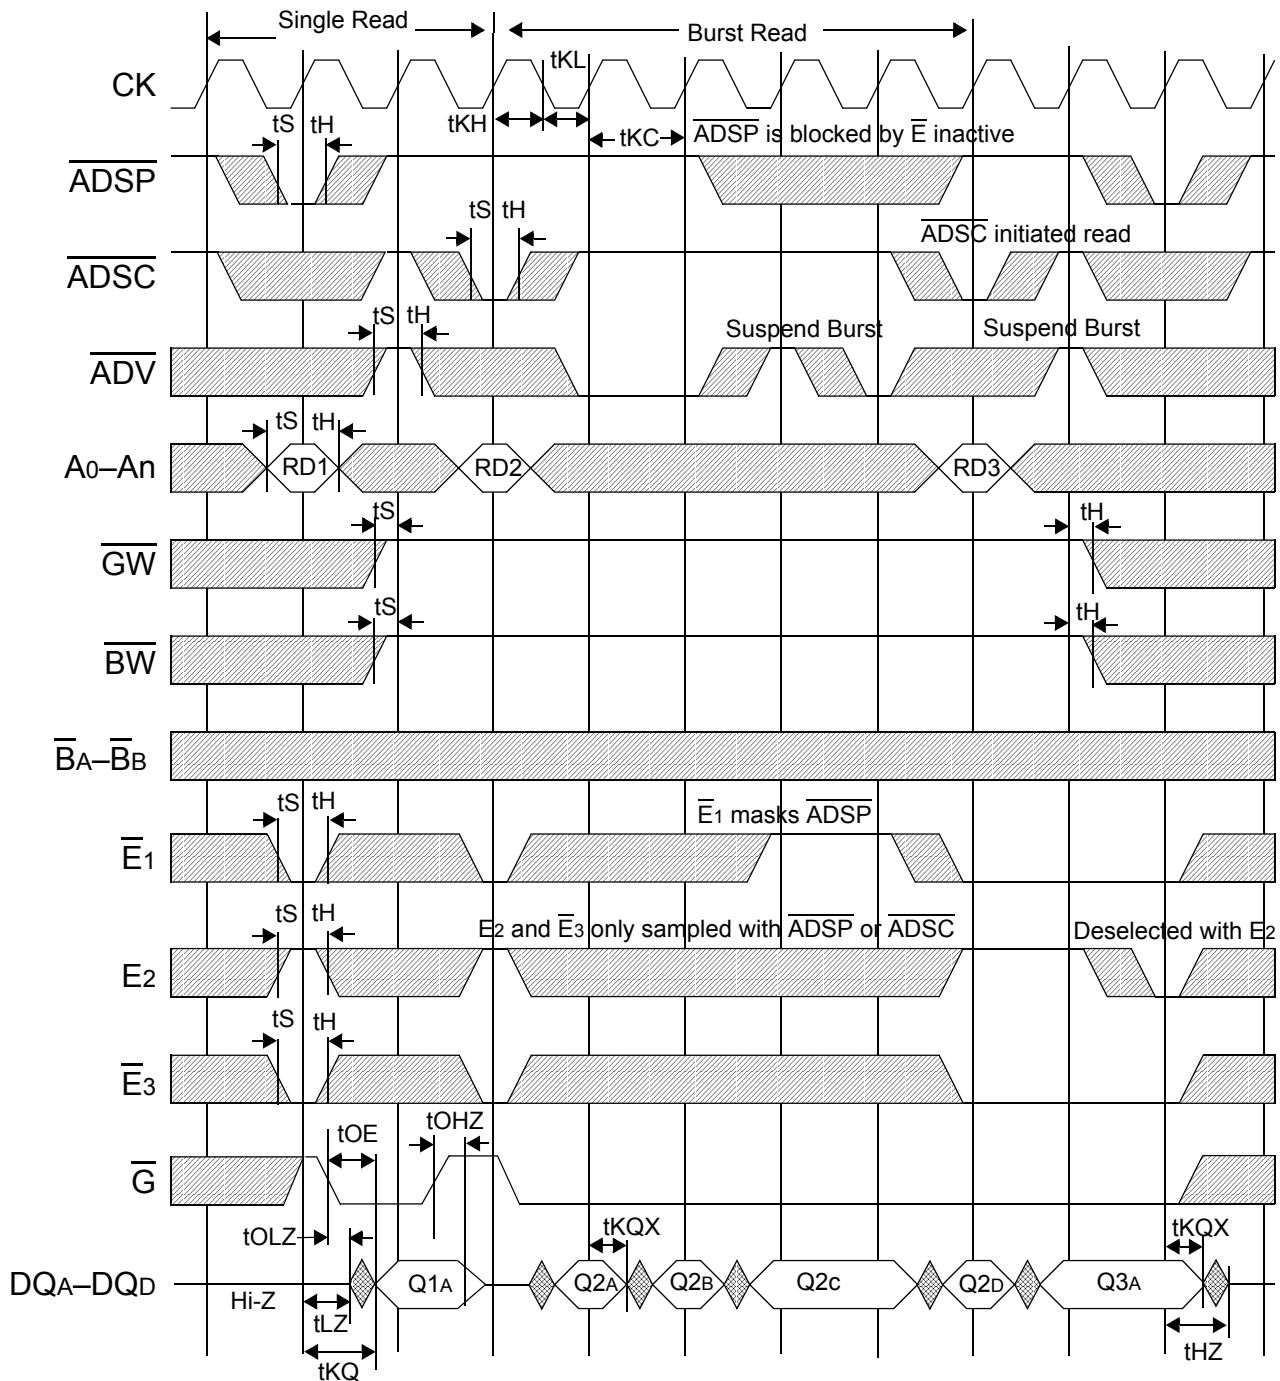 Single Read
Burst Read
CK
tKL
tKH
tKC
tS tH
ADSP is blocked by E inactive
ADSP
tS tH
ADSC initiated read
ADSC
tS tH
Suspend Burst
Suspend Burst
ADV
tS tH
A0–An
RD1
RD2
RD3
tS
tH
GW
tS
tH
BW
BA–BB
tS tH
E1 masks ADSP
E1
tS tH
E2 and E3 only sampled with ADSP or ADSC
Deselected with E2
E2
tS tH
E3
tOE
tOHZ
G
tOLZ
tKQX
tKQX
DQA–DQD
Q1A
Q2A
Q2B
Q2C
Q2D
Q3A
Hi-Z
tLZ
tHZ
tKQ